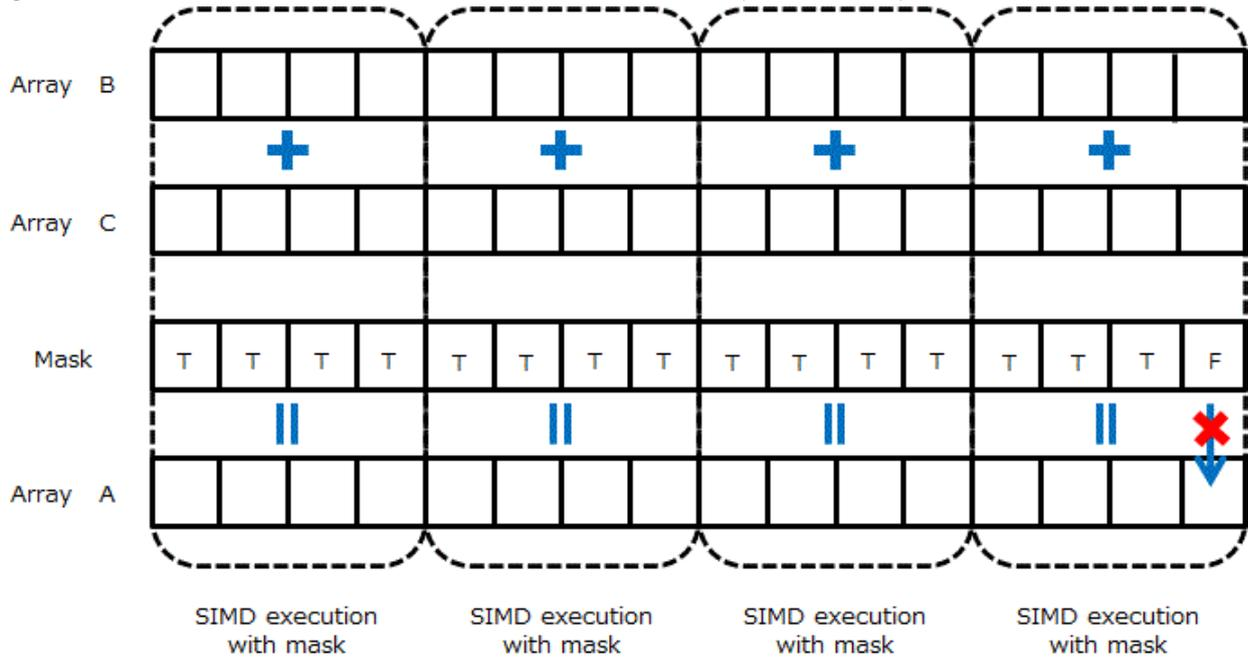 Array B
Array C
Mask T T T T T T T T T T T T T T T F
Array A
SIMD execution
with mask
SIMD execution
with mask
SIMD execution
with mask
SIMD execution
with mask